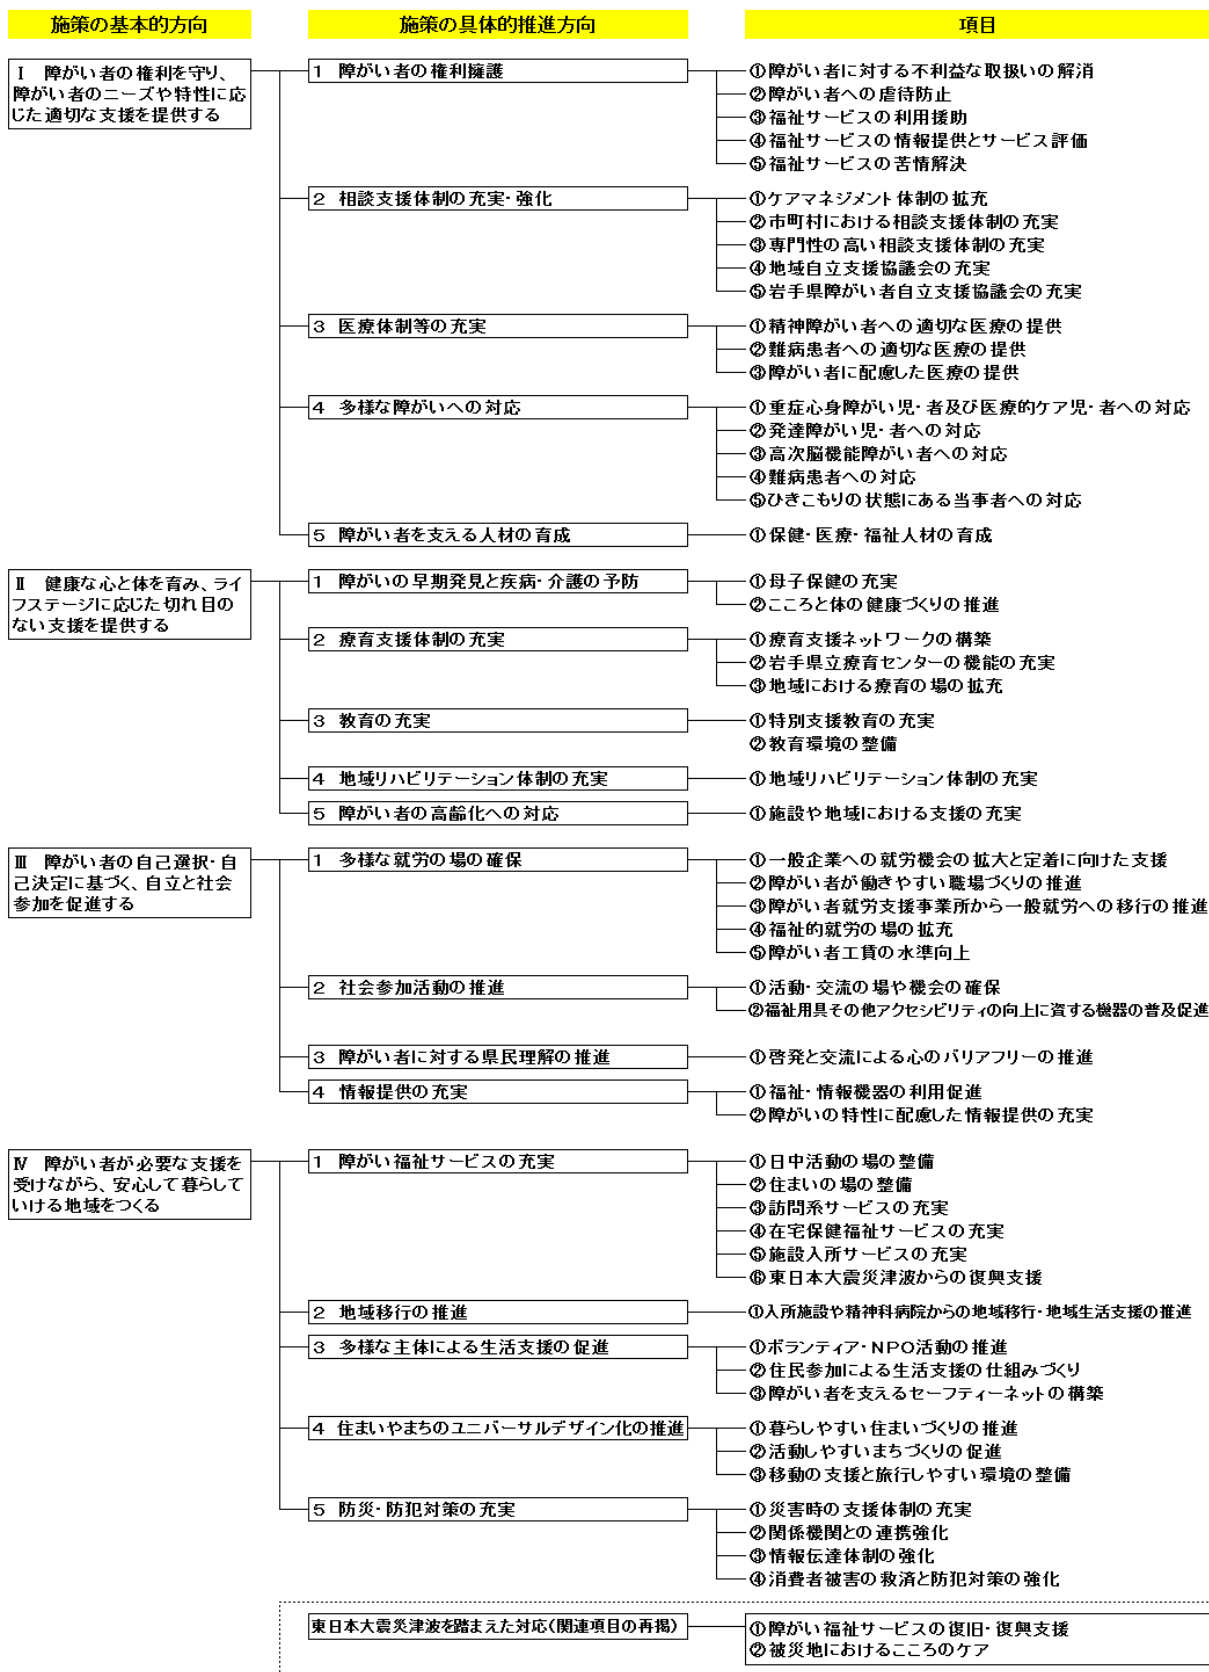 施策の基本的方向
施策の具体的推進方向
項目
Ⅰ　障がい者の権利を守り、
障がい者のニーズや特性に応
じた適切な支援を提供する
1　障がい者の権利擁護
①障がい者に対する不利益な取扱いの解消
②障がい者への虐待防止
③福祉サービスの利用援助
④福祉サービスの情報提供とサービス評価
⑤福祉サービスの苦情解決
2　相談支援体制の充実・強化
①ケアマネジメント体制の拡充
②市町村における相談支援体制の充実
③専門性の高い相談支援体制の充実
④地域自立支援協議会の充実
⑤岩手県障がい者自立支援協議会の充実
3　医療体制等の充実
①精神障がい者への適切な医療の提供
②難病患者への適切な医療の提供
③障がい者に配慮した医療の提供
4　多様な障がいへの対応
①重症心身障がい児・者及び医療的ケア児・者への対応
②発達障がい児・者への対応
③高次脳機能障がい者への対応
④難病患者への対応
⑤ひきこもりの状態にある当事者への対応
5　障がい者を支える人材の育成
①保健・医療・福祉人材の育成
Ⅱ　健康な心と体を育み、ライ
フステージに応じた切れ目の
ない支援を提供する
1　障がいの早期発見と疾病・介護の予防
①母子保健の充実
②こころと体の健康づくりの推進
2　療育支援体制の充実
①療育支援ネットワークの構築
②岩手県立療育センターの機能の充実
③地域における療育の場の拡充
3　教育の充実
①特別支援教育の充実
②教育環境の整備
4　地域リハビリテーション体制の充実
①地域リハビリテーション体制の充実
5　障がい者の高齢化への対応
①施設や地域における支援の充実
Ⅲ　障がい者の自己選択・自
己決定に基づく、自立と社会
参加を促進する
1　多様な就労の場の確保
①一般企業への就労機会の拡大と定着に向けた支援
②障がい者が働きやすい職場づくりの推進
③障がい者就労支援事業所から一般就労への移行の推進
④福祉的就労の場の拡充
⑤障がい者工賃の水準向上
2　社会参加活動の推進
①活動・交流の場や機会の確保
②福祉用具その他アクセシビリティの向上に資する機器の普及促進
3　障がい者に対する県民理解の推進
①啓発と交流による心のバリアフリーの推進
4　情報提供の充実
①福祉・情報機器の利用促進
②障がいの特性に配慮した情報提供の充実
Ⅳ　障がい者が必要な支援を
受けながら、安心して暮らして
いける地域をつくる
1　障がい福祉サービスの充実
①日中活動の場の整備
②住まいの場の整備
③訪問系サービスの充実
④在宅保健福祉サービスの充実
⑤施設入所サービスの充実
⑥東日本大震災津波からの復興支援
2　地域移行の推進
①入所施設や精神科病院からの地域移行・地域生活支援の推進
3　多様な主体による生活支援の促進
①ボランティア・NPO活動の推進
②住民参加による生活支援の仕組みづくり
③障がい者を支えるセーフティーネットの構築
4　住まいやまちのユニバーサルデザイン化の推進
①暮らしやすい住まいづくりの推進
②活動しやすいまちづくりの促進
③移動の支援と旅行しやすい環境の整備
5　防災・防犯対策の充実
①災害時の支援体制の充実
②関係機関との連携強化
③情報伝達体制の強化
④消費者被害の救済と防犯対策の強化
東日本大震災津波を踏まえた対応（関連項目の再掲）
①障がい福祉サービスの復旧・復興支援
②被災地におけるこころのケア